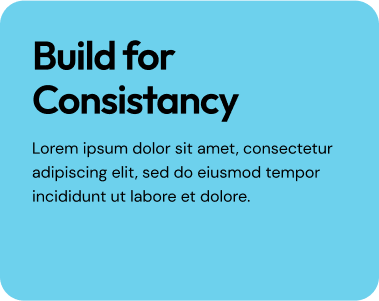 Build for
Consistancy
Lorem ipsum dolor sit amet, consectetur
adipiscing elit, sed do eiusmod tempor
incididunt ut labore et dolore.